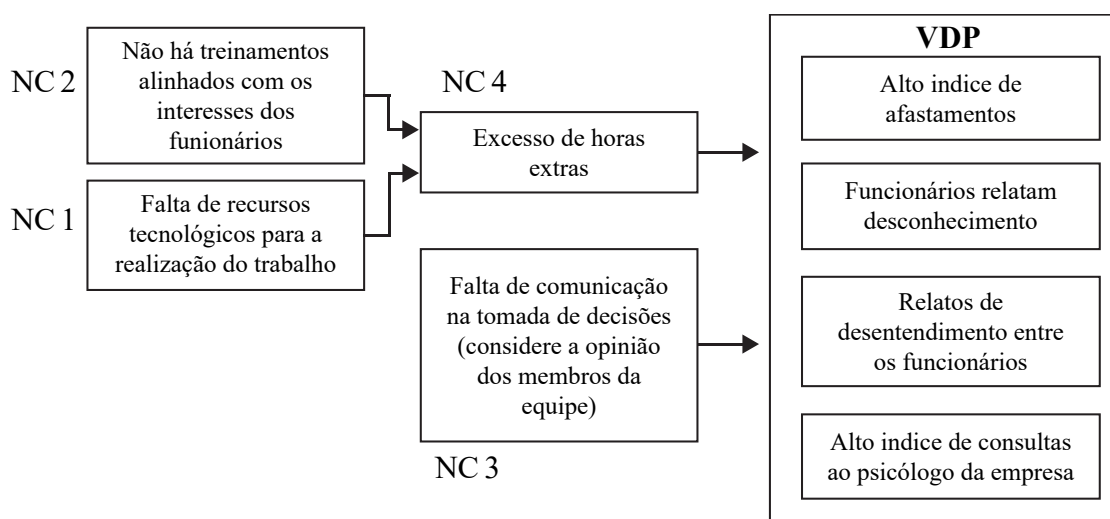 NC 2
Não há treinamentos
alinhados com os
interesses dos
funionários
NC 1
Falta de recursos
tecnológicos para a
realização do trabalho
NC 4
Excesso de horas
extras
Falta de comunicação
na tomada de decisões
(considere a opinião
dos membros da
equipe)
NC 3
VDP
Alto indice de
afastamentos
Funcionários relatam
desconhecimento
Relatos de
desentendimento entre
os funcionários
Alto indice de consultas
ao psicólogo da empresa